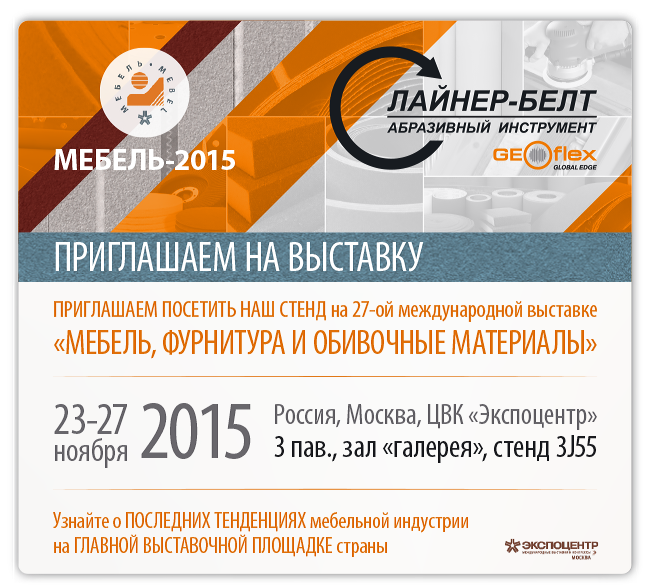 МЕБЕЛЬ • MEBEL
МЕБЕЛЬ-2015
ЛАЙНЕР-БЕЛТ
АБРАЗИВНЫЙ ИНСТРУМЕНТ
GEOflex
GLOBAL EDGE
ПРИГЛАШАЕМ НА ВЫСТАВКУ
ПРИГЛАШАЕМ ПОСЕТИТЬ НАШ СТЕНД на 27-ой международной выставке
«МЕБЕЛЬ, ФУРНИТУРА И ОБИВОЧНЫЕ МАТЕРИАЛЫ»
23-27
ноября
2015
Россия, Москва, ЦВК «Экспоцентр»
3 пав., зал «галерея», стенд 3J55
Узнайте о ПОСЛЕДНИХ ТЕНДЕНЦИЯХ мебельной индустрии
на ГЛАВНОЙ ВЫСТАВОЧНОЙ ПЛОЩАДКЕ страны
ЭКСПОЦЕНТР
МОСКВА